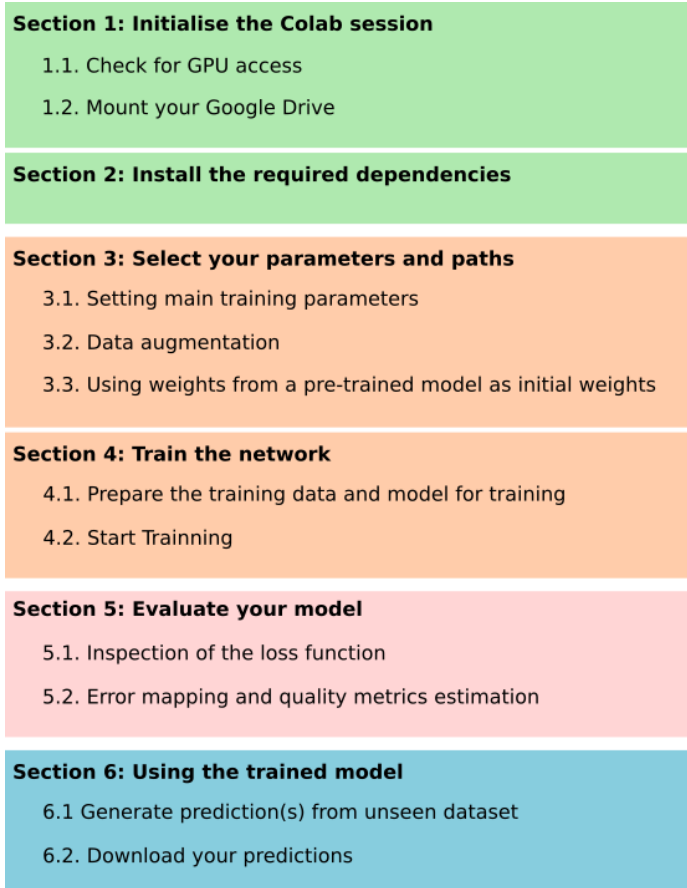 Section 1: Initialise the Colab session
1.1. Check for GPU access
1.2. Mount your Google Drive
Section 2: Install the required dependencies
Section 3: Select your parameters and paths
3.1. Setting main training parameters
3.2. Data augmentation
3.3. Using weights from a pre-trained model as initial weights
Section 4: Train the network
4.1. Prepare the training data and model for training
4.2. Start Trainning
Section 5: Evaluate your model
5.1. Inspection of the loss function
5.2. Error mapping and quality metrics estimation
Section 6: Using the trained model
6.1 Generate prediction(s) from unseen dataset
6.2. Download your predictions